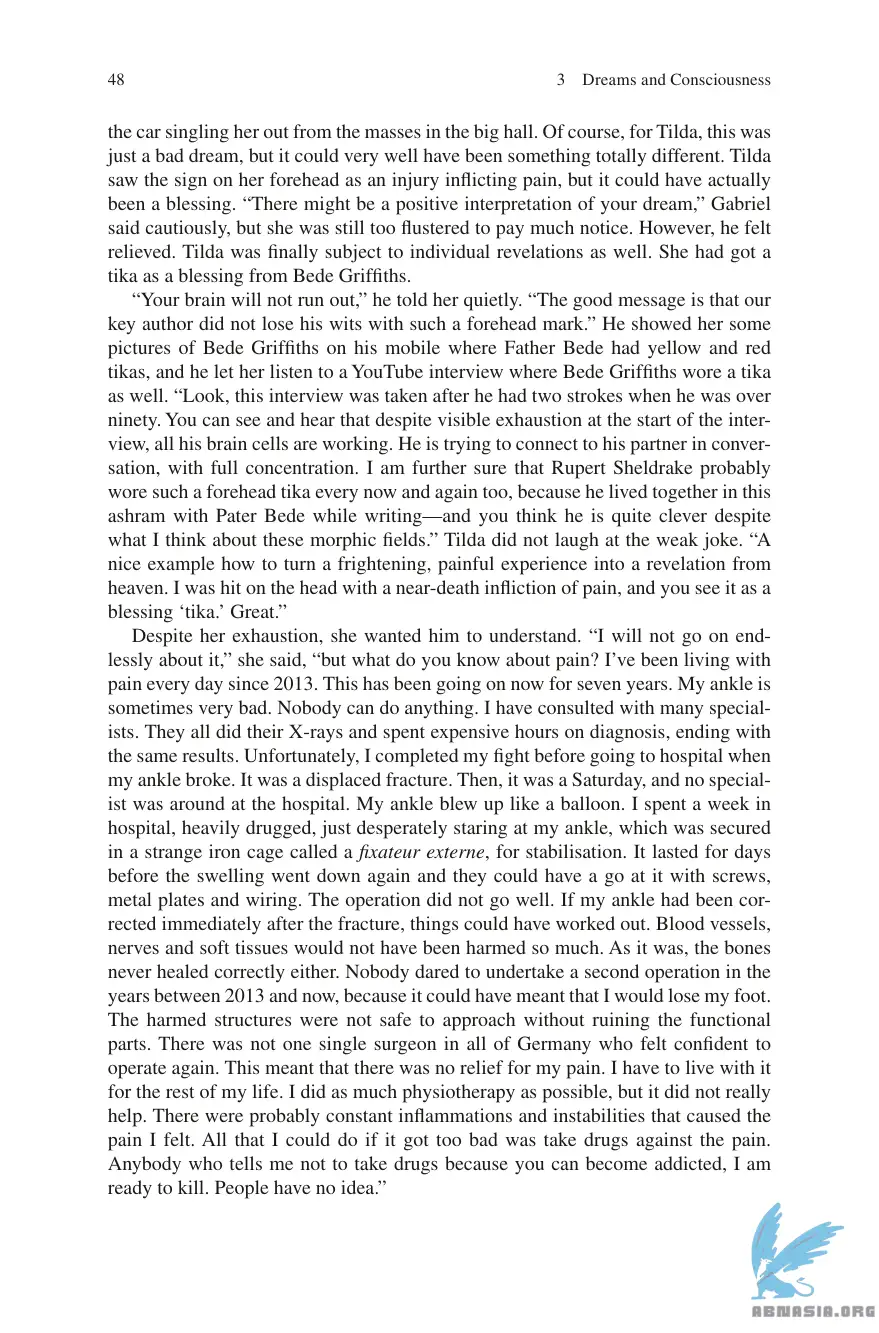 48
3 Dreams and Consciousness
the car singling her out from the masses in the big hall. Of course, for Tilda, this was
just a bad dream, but it could very well have been something totally different. Tilda
saw the sign on her forehead as an injury inflicting pain, but it could have actually
been a blessing. “There might be a positive interpretation of your dream,” Gabriel
said cautiously, but she was still too flustered to pay much notice. However, he felt
relieved. Tilda was finally subject to individual revelations as well. She had got a
tika as a blessing from Bede Griffiths.
“Your brain will not run out,” he told her quietly. “The good message is that our
key author did not lose his wits with such a forehead mark.” He showed her some
pictures of Bede Griffiths on his mobile where Father Bede had yellow and red
tikas, and he let her listen to a YouTube interview where Bede Griffiths wore a tika
as well. “Look, this interview was taken after he had two strokes when he was over
ninety. You can see and hear that despite visible exhaustion at the start of the inter-
view, all his brain cells are working. He is trying to connect to his partner in conver-
sation, with full concentration. I am further sure that Rupert Sheldrake probably
wore such a forehead tika every now and again too, because he lived together in this
ashram with Pater Bede while writing—and you think he is quite clever despite
what I think about these morphic fields.” Tilda did not laugh at the weak joke. “A
nice example how to turn a frightening, painful experience into a revelation from
heaven. I was hit on the head with a near-death infliction of pain, and you see it as a
blessing ‘tika.’ Great.”
Despite her exhaustion, she wanted him to understand. “I will not go on end-
lessly about it,” she said, “but what do you know about pain? I’ve been living with
pain every day since 2013. This has been going on now for seven years. My ankle is
sometimes very bad. Nobody can do anything. I have consulted with many special-
ists. They all did their X-rays and spent expensive hours on diagnosis, ending with
the same results. Unfortunately, I completed my fight before going to hospital when
my ankle broke. It was a displaced fracture. Then, it was a Saturday, and no special-
ist was around at the hospital. My ankle blew up like a balloon. I spent a week in
hospital, heavily drugged, just desperately staring at my ankle, which was secured
in a strange iron cage called a fixateur externe, for stabilisation. It lasted for days
before the swelling went down again and they could have a go at it with screws,
metal plates and wiring. The operation did not go well. If my ankle had been cor-
rected immediately after the fracture, things could have worked out. Blood vessels,
nerves and soft tissues would not have been harmed so much. As it was, the bones
never healed correctly either. Nobody dared to undertake a second operation in the
years between 2013 and now, because it could have meant that I would lose my foot.
The harmed structures were not safe to approach without ruining the functional
parts. There was not one single surgeon in all of Germany who felt confident to
operate again. This meant that there was no relief for my pain. I have to live with it
for the rest of my life. I did as much physiotherapy as possible, but it did not really
help. There were probably constant inflammations and instabilities that caused the
pain I felt. All that I could do if it got too bad was take drugs against the pain.
Anybody who tells me not to take drugs because you can become addicted, I am
ready to kill. People have no idea.”
ABNASIA.ORG